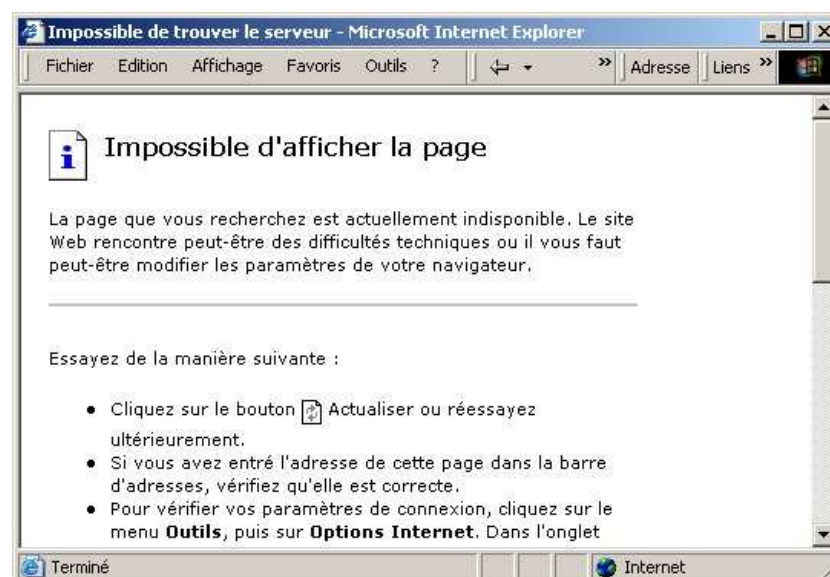 Impossible de trouver le serveur - Microsoft Internet Explorer
Fichier Edition Affichage Favoris Outils ? » Adresse Liens »
Impossible d'afficher la page
La page que vous recherchez est actuellement indisponible. Le site
Web rencontre peut-être des difficultés techniques ou il vous faut
peut-être modifier les paramètres de votre navigateur.
Essayez de la manière suivante :
• Cliquez sur le bouton Actualiser ou réessayez
ultérieurement.
• Si vous avez entré l'adresse de cette page dans la barre
d'adresses, vérifiez qu'elle est correcte.
• Pour vérifier vos paramètres de connexion, cliquez sur le
menu Outils, puis sur Options Internet. Dans l'onglet
Terminé Internet